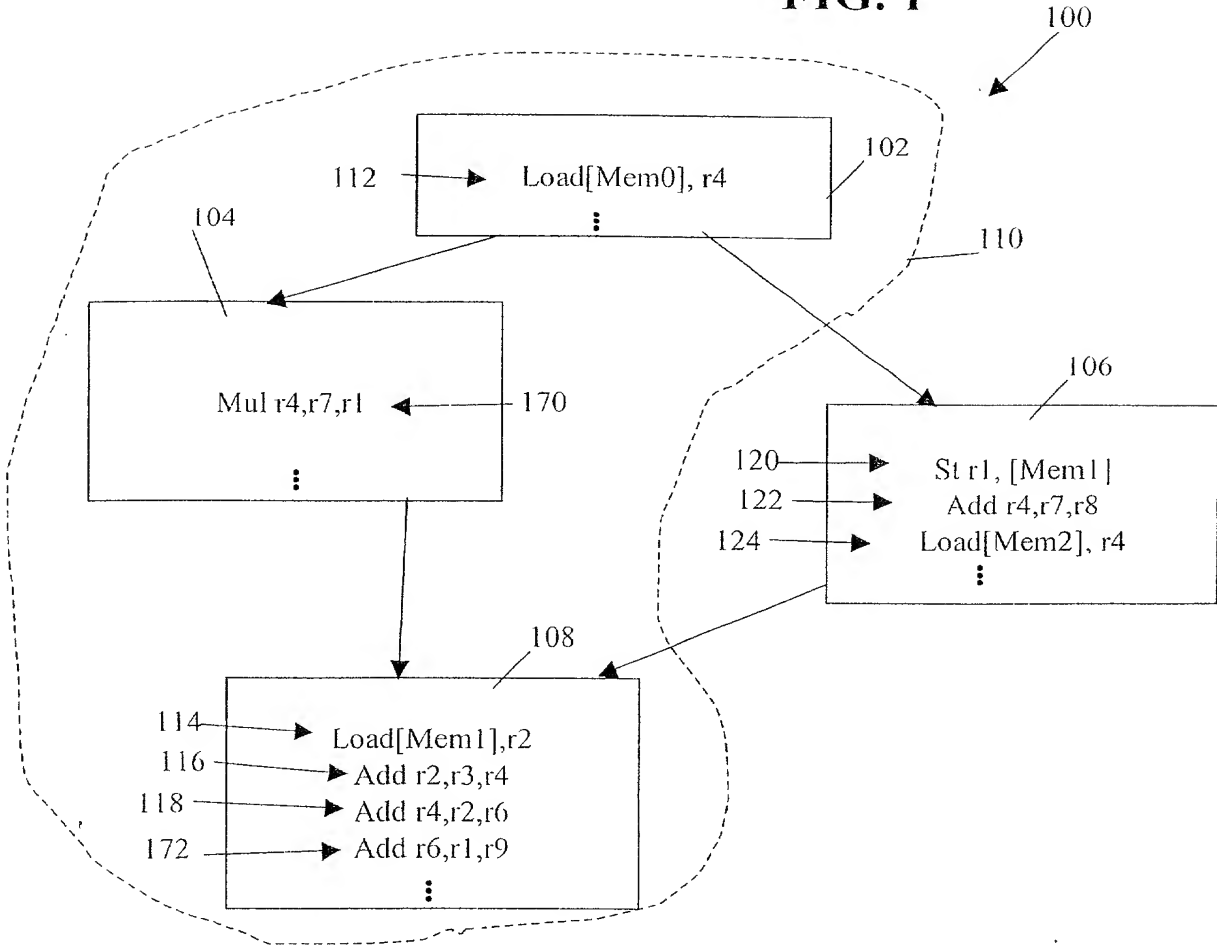 FIG. 1
100
112 Load[Mem0], r4
102
104
110
Mul r4,r7,r1 170
106
120 St r1, [Mem1]
122 Add r4,r7,r8
124 Load[Mem2], r4
108
114 Load[Mem1],r2
116 Add r2,r3,r4
118 Add r4,r2,r6
172 Add r6,r1,r9